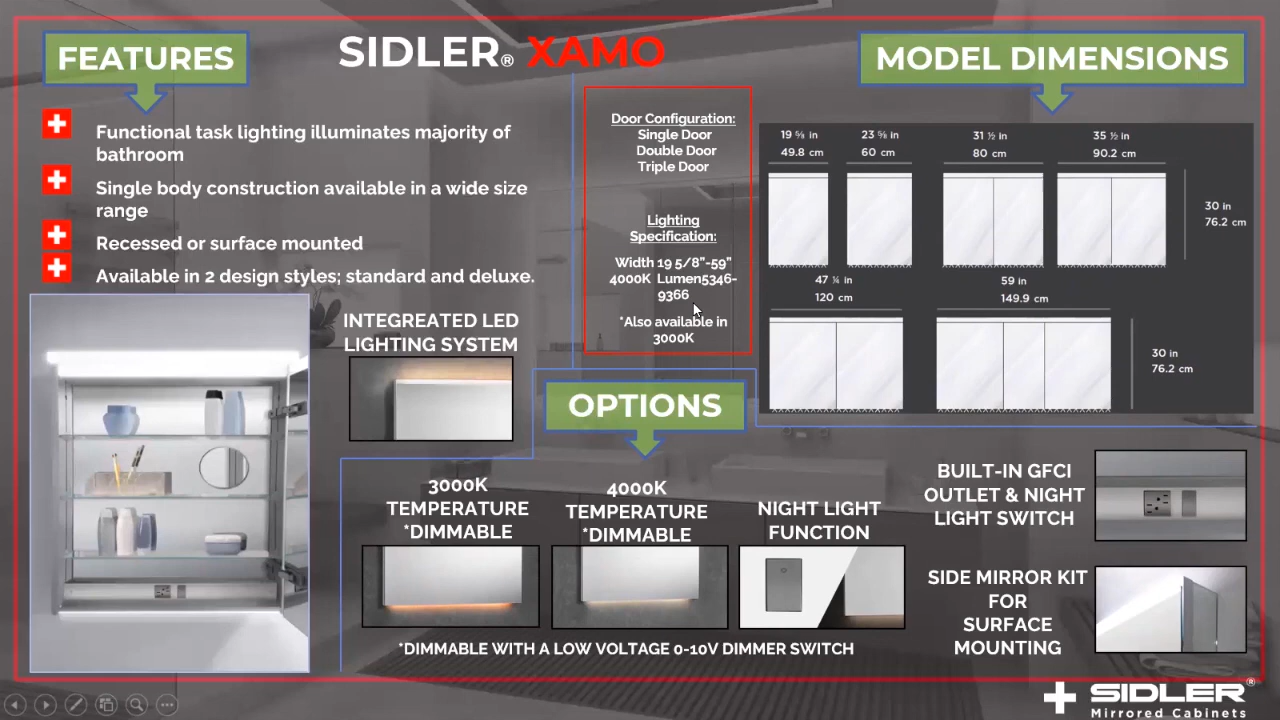 FEATURES
SIDLER® XAMO
MODEL DIMENSIONS
Functional task lighting illuminates majority of
bathroom
Single body construction available in a wide size
range
Recessed or surface mounted
Available in 2 design styles; standard and deluxe.
INTEGREATED LED
LIGHTING SYSTEM
Door Configuration:
Single Door
Double Door
Triple Door
Lighting
Specification:
Width 19 5/8”-59”
4000K Lumen5346-
9366
*Also available in
3000K
19 ⅝ in
49.8 cm
23 ⅝ in
60 cm
31 ½ in
80 cm
35 ½ in
90.2 cm
30 in
76.2 cm
47 ¼ in
120 cm
59 in
149.9 cm
30 in
76.2 cm
OPTIONS
3000K
TEMPERATURE
*DIMMABLE
4000K
TEMPERATURE
*DIMMABLE
NIGHT LIGHT
FUNCTION
*DIMMABLE WITH A LOW VOLTAGE 0-10V DIMMER SWITCH
BUILT-IN GFCI
OUTLET & NIGHT
LIGHT SWITCH
SIDE MIRROR KIT
FOR
SURFACE
MOUNTING
SIDLER®
Mirrored Cabinets